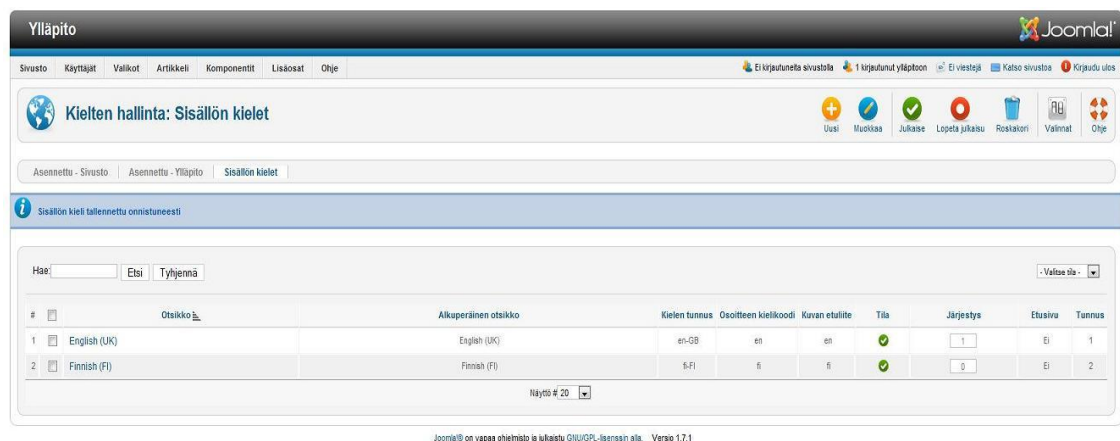 Ylläpito
Joomla!
Sivusto Käyttäjät Valikot Artikkeli Komponentit Lisäosat Ohje Ei kirjautuneita sivustolla 1 kirjautunut ylläpitoon Ei viestejä Katso sivustoa Kirjaudu ulos
Kielten hallinta: Sisällön kielet
Uusi Muokkaa Julkaise Lopeta julkaisu Roskakori Valinnat Ohje
Asennettu - Sivusto Asennettu - Ylläpito Sisällön kielet
Sisällön kieli tallennettu onnistuneesti
Hae: Etsi Tyhjennä - Valitse tila -
# Otsikko Alkuperäinen otsikko Kielen tunnus Osoitteen kielikoodi Kuvan etuliite Tila Järjestys Etusivu Tunnus
1 English (UK) English (UK) en-GB en en 1 Ei 1
2 Finnish (FI) Finnish (FI) fi-FI fi fi 0 Ei 2
Näyttö # 20
Joomla!® on vapaa ohjelmisto ja julkaistu GNU/GPL-lisenssin alla. Versio 1.7.1